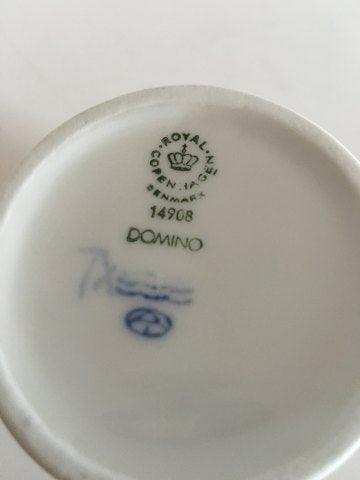 ROYAL
COPENHAGEN
DENMARK
14908
DOMINO